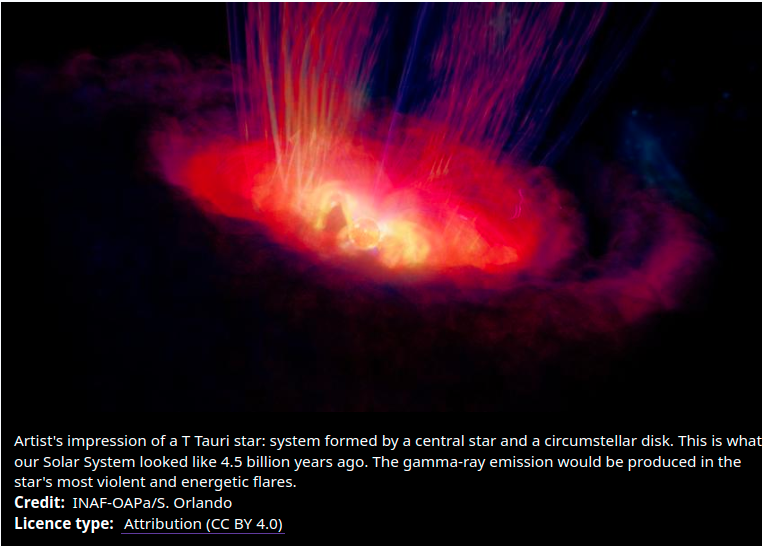 Artist's impression of a T Tauri star: system formed by a central star and a circumstellar disk. This is what
our Solar System looked like 4.5 billion years ago. The gamma-ray emission would be produced in the
star's most violent and energetic flares.
Credit: INAF-OAPa/S. Orlando
Licence type: Attribution (CC BY 4.0)